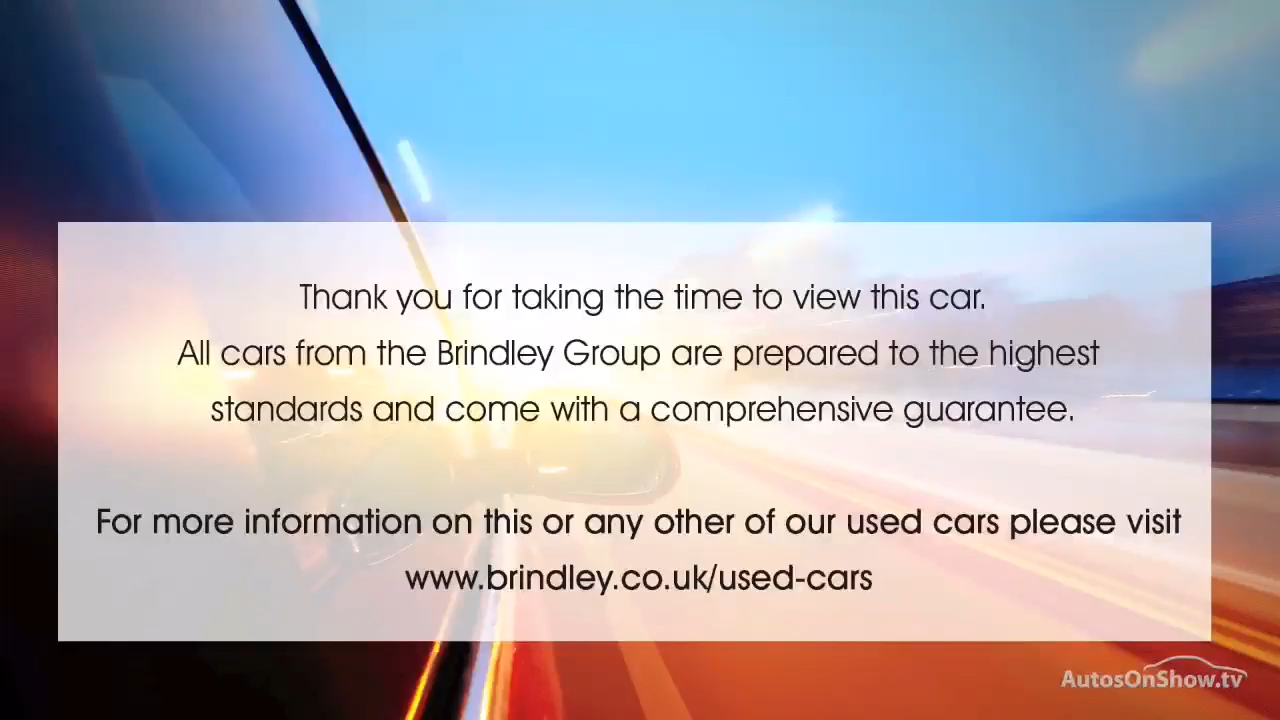 Thank you for taking the time to view this car.
All cars from the Brindley Group are prepared to the highest
standards and come with a comprehensive guarantee.
For more information on this or any other of our used cars please visit
www.brindley.co.uk/used-cars
AutosOnShow.tv